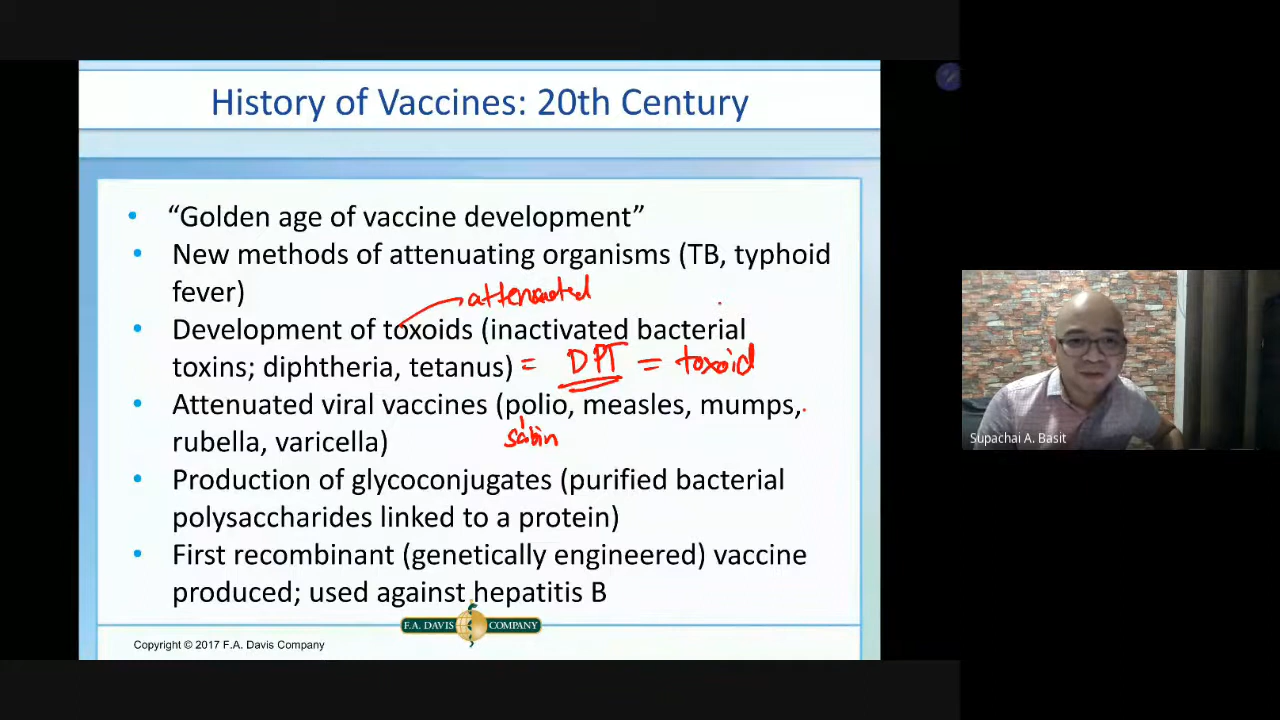 History of Vaccines: 20th Century
• “Golden age of vaccine development”
• New methods of attenuating organisms (TB, typhoid
fever)
attenuated
• Development of toxoids (inactivated bacterial
toxins; diphtheria, tetanus) = DPT = toxoid
• Attenuated viral vaccines (polio, measles, mumps,
sabin
rubella, varicella)
• Production of glycoconjugates (purified bacterial
polysaccharides linked to a protein)
• First recombinant (genetically engineered) vaccine
produced; used against hepatitis B
F.A. DAVIS COMPANY
Copyright © 2017 F.A. Davis Company
Supachai A. Basit